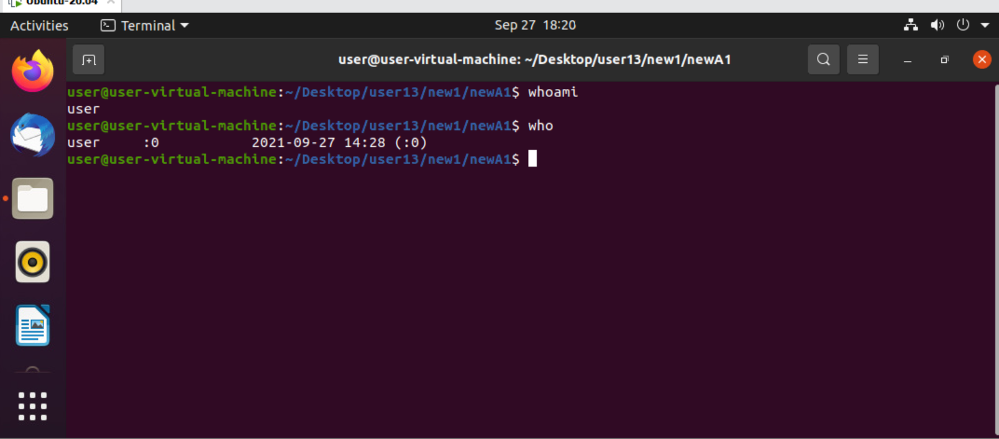 Ubuntu-20.04
Activities Terminal Sep 27 18:20
user@user-virtual-machine: ~/Desktop/user13/new1/newA1
user@user-virtual-machine:~/Desktop/user13/new1/newA1$ whoami
user
user@user-virtual-machine:~/Desktop/user13/new1/newA1$ who
user     :0           2021-09-27 14:28 (:0)
user@user-virtual-machine:~/Desktop/user13/new1/newA1$